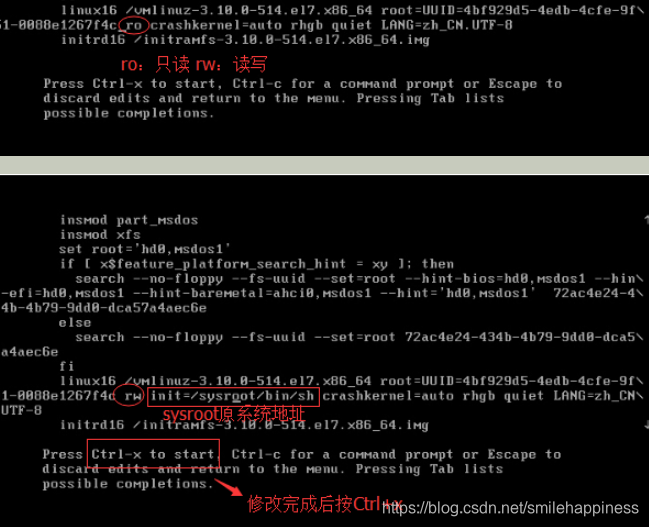 linux16 /vmlinuz-3.10.0-514.el7.x86_64 root=UUID=4bf929d5-4edb-4cfe-9f\
51-0088e1267f4c ro crashkernel=auto rhgb quiet LANG=zh_CN.UTF-8
initrd16 /initramfs-3.10.0-514.el7.x86_64.img
ro：只读 rw：读写
Press Ctrl-x to start, Ctrl-c for a command prompt or Escape to
discard edits and return to the menu. Pressing Tab lists
possible completions.
insmod part_msdos
insmod xfs
set root='hd0,msdos1'
if [ x$feature_platform_search_hint = xy ]; then
search --no-floppy --fs-uuid --set=root --hint-bios=hd0,msdos1 --hin\
-efi=hd0,msdos1 --hint-baremetal=ahci0,msdos1 --hint='hd0,msdos1' 72ac4e24-4\
4b-4b79-9dd0-dca57a4aec6e
else
search --no-floppy --fs-uuid --set=root 72ac4e24-434b-4b79-9dd0-dca5\
a4aec6e
fi
linux16 /vmlinuz-3.10.0-514.el7.x86_64 root=UUID=4bf929d5-4edb-4cfe-9f\
1-0088e1267f4c rw init=/sysroot/bin/sh crashkernel=auto rhgb quiet LANG=zh_CN\
UTF-8
sysroot原系统地址
initrd16 /initramfs-3.10.0-514.el7.x86_64.img
Press Ctrl-x to start, Ctrl-c for a command prompt or Escape to
discard edits and return to the menu. Pressing Tab lists
possible completions.
修改完成后按Ctrl+x
https://blog.csdn.net/smilehappiness